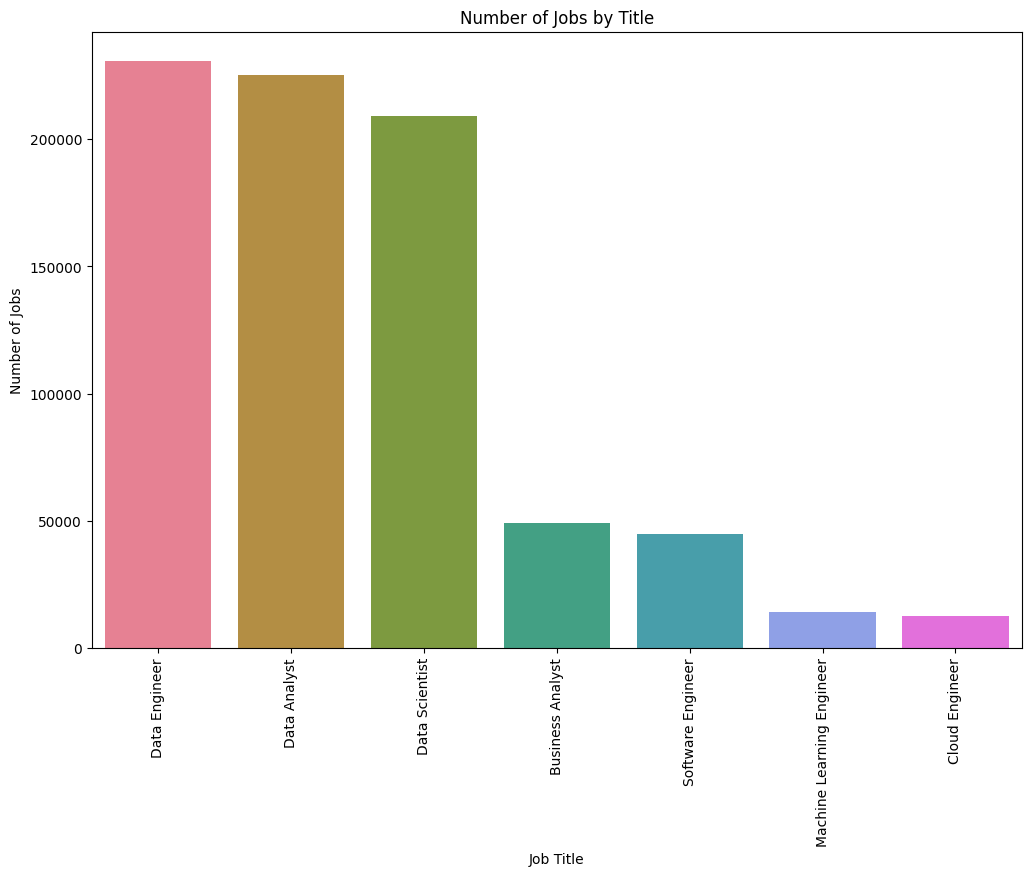 Number of Jobs by Title
Number of Jobs
200000
150000
100000
50000
0
Data Engineer
Data Analyst
Data Scientist
Business Analyst
Software Engineer
Machine Learning Engineer
Cloud Engineer
Job Title